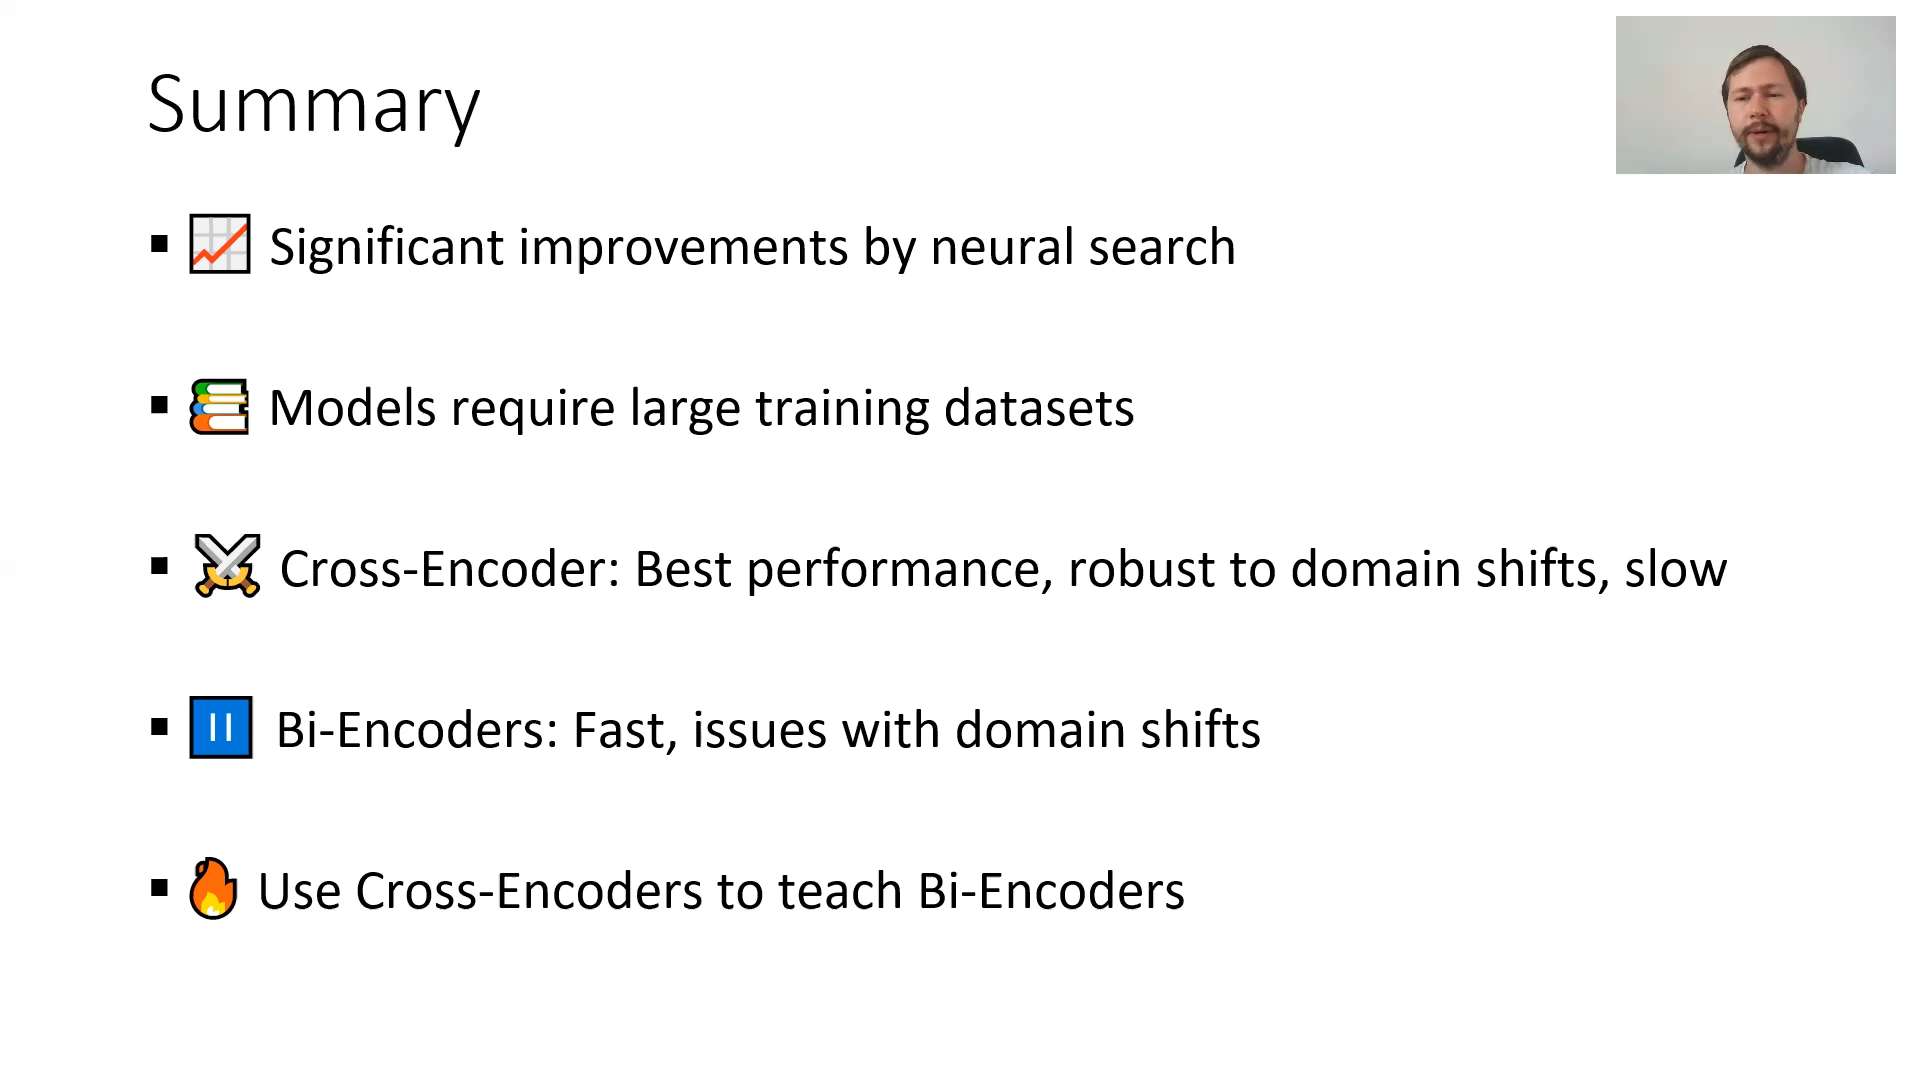 Summary
Significant improvements by neural search
Models require large training datasets
Cross-Encoder: Best performance, robust to domain shifts, slow
Bi-Encoders: Fast, issues with domain shifts
Use Cross-Encoders to teach Bi-Encoders